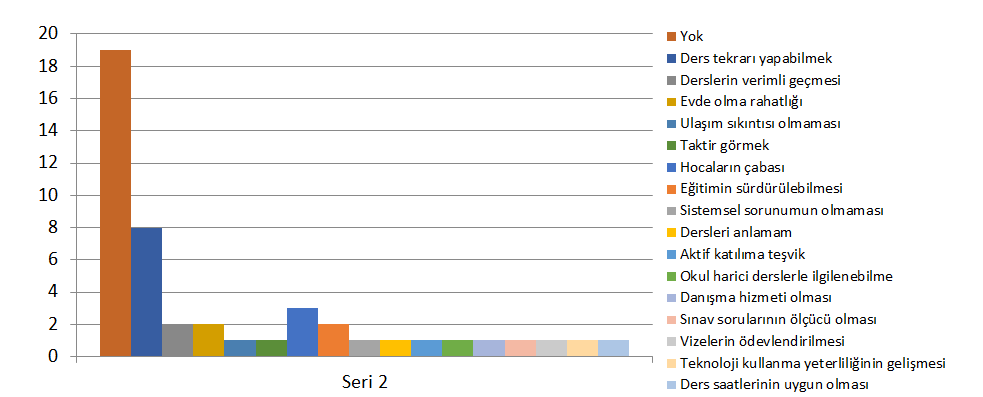 20
18
16
14
12
10
8
6
4
2
0
Seri 2
Yok
Ders tekrarı yapabilmek
Derslerin verimli geçmesi
Evde olma rahatlığı
Ulaşım sıkıntısı olmaması
Taktir görmek
Hocaların çabası
Eğitimin sürdürülebilmesi
Sistemsel sorunumun olmaması
Dersleri anlamam
Aktif katılıma teşvik
Okul harici derslerle ilgilenebilme
Danışma hizmeti olması
Sınav sorularının ölçücü olması
Vizelerin ödevlendirilmesi
Teknoloji kullanma yeterliliğinin gelişmesi
Ders saatlerinin uygun olması